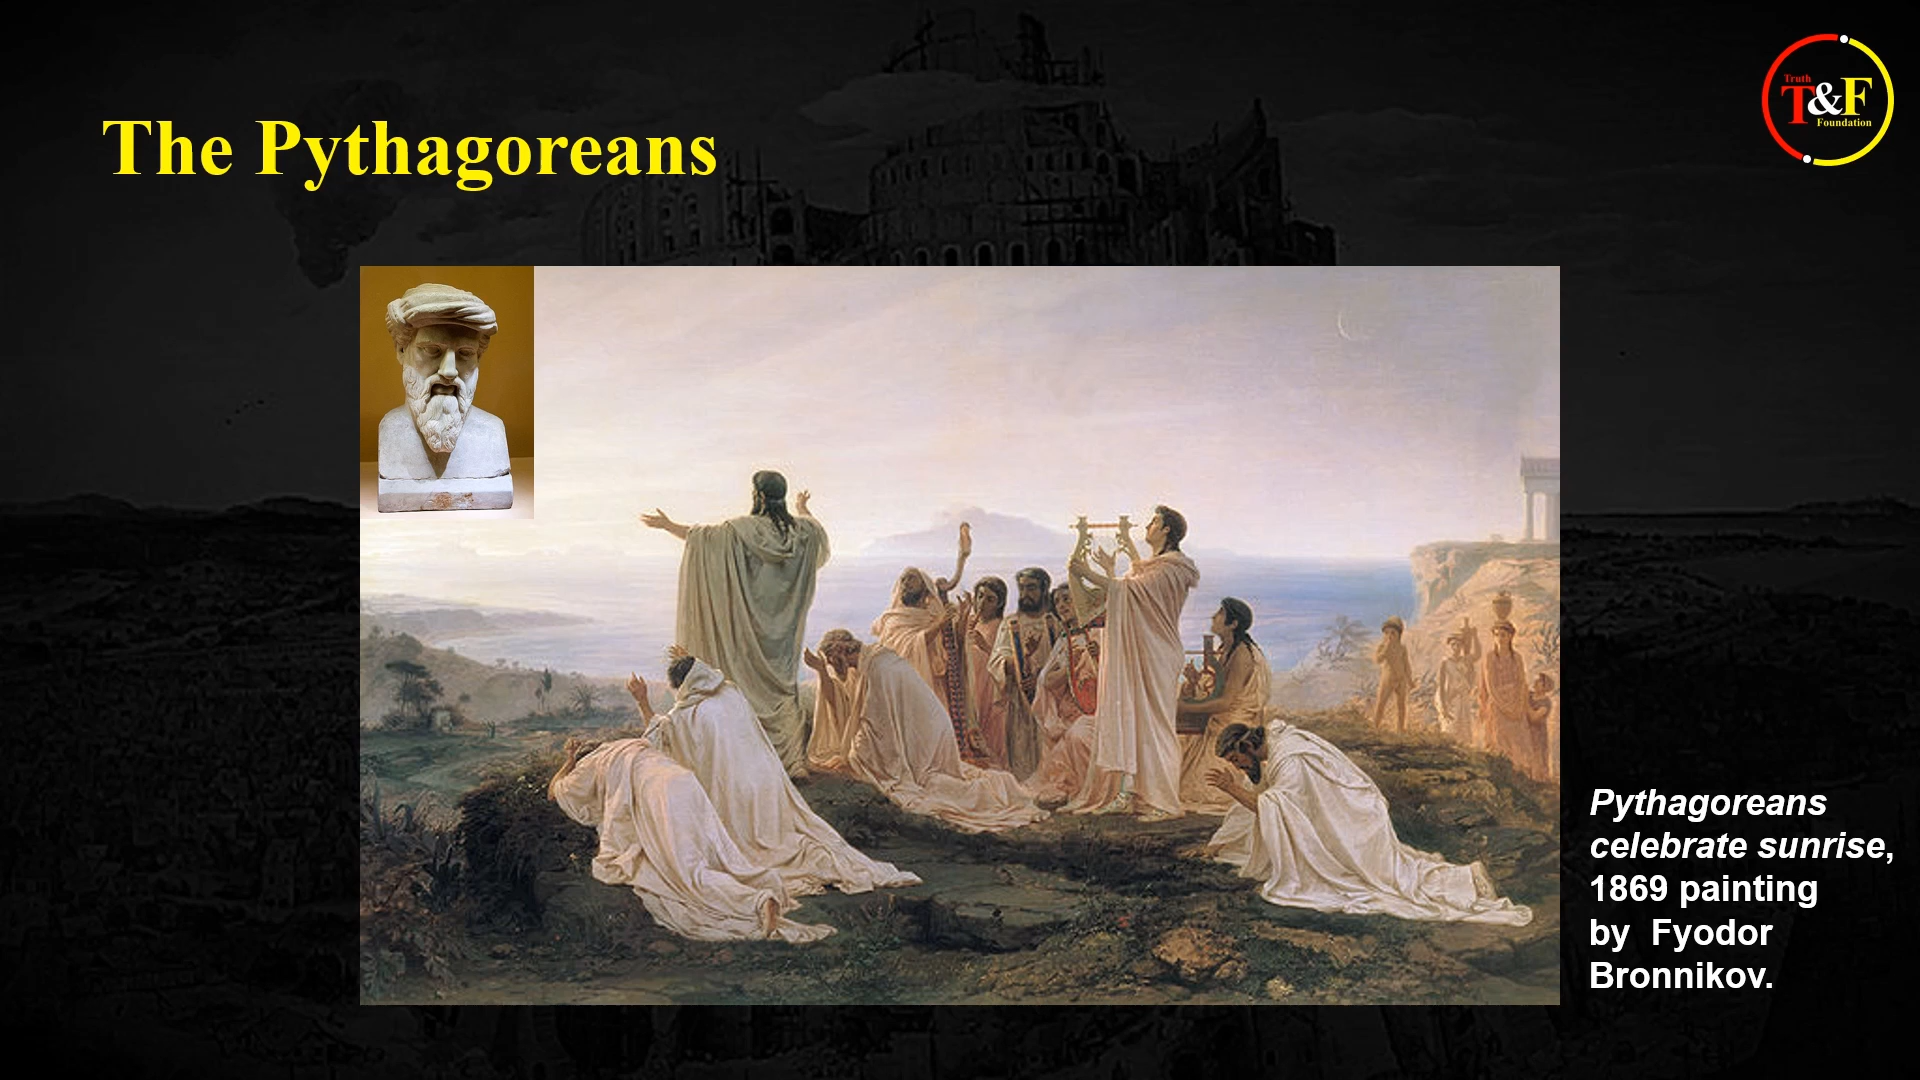 The Pythagoreans
Truth
T&F
Foundation
Pythagoreans
celebrate sunrise,
1869 painting
by Fyodor
Bronnikov.